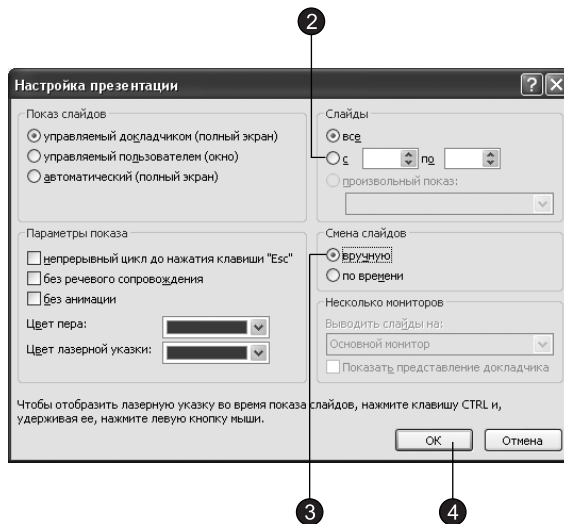 2
Настройка презентации
Показ слайдов
управляемый докладчиком (полный экран)
управляемый пользователем (окно)
автоматический (полный экран)
Слайды
все
с по
произвольный показ:
Параметры показа
непрерывный цикл до нажатия клавиши "Esc"
без речевого сопровождения
без анимации
Цвет пера:
Цвет лазерной указки:
Смена слайдов
вручную
по времени
Несколько мониторов
Выводить слайды на:
Основной монитор
Показать представление докладчика
Чтобы отобразить лазерную указку во время показа слайдов, нажмите клавишу CTRL и,
удерживая ее, нажмите левую кнопку мыши.
ОК Отмена
3 4